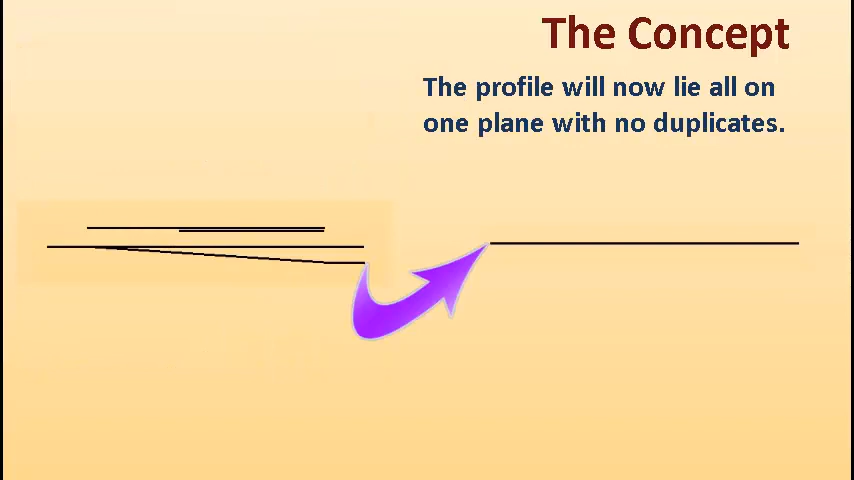 The Concept
The profile will now lie all on
one plane with no duplicates.